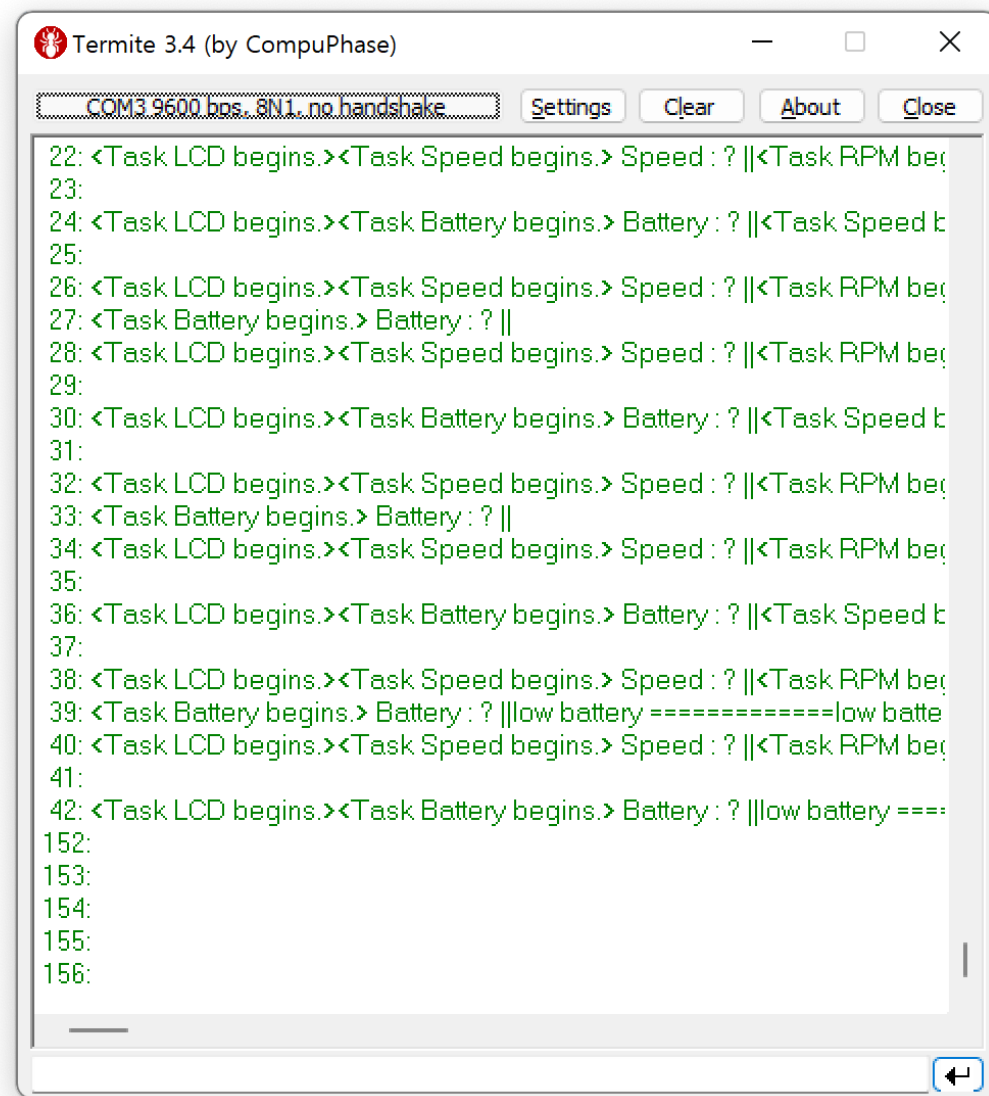 Termite 3.4 (by CompuPhase)
COM3 9600 bps, 8N1, no handshake Settings Clear About Close
22: <Task LCD begins.><Task Speed begins.> Speed : ? ||<Task RPM beg
23:
24: <Task LCD begins.><Task Battery begins.> Battery : ? ||<Task Speed b
25:
26: <Task LCD begins.><Task Speed begins.> Speed : ? ||<Task RPM beg
27: <Task Battery begins.> Battery : ? ||
28: <Task LCD begins.><Task Speed begins.> Speed : ? ||<Task RPM beg
29:
30: <Task LCD begins.><Task Battery begins.> Battery : ? ||<Task Speed b
31:
32: <Task LCD begins.><Task Speed begins.> Speed : ? ||<Task RPM beg
33: <Task Battery begins.> Battery : ? ||
34: <Task LCD begins.><Task Speed begins.> Speed : ? ||<Task RPM beg
35:
36: <Task LCD begins.><Task Battery begins.> Battery : ? ||<Task Speed b
37:
38: <Task LCD begins.><Task Speed begins.> Speed : ? ||<Task RPM beg
39: <Task Battery begins.> Battery : ? ||low battery =============low batte
40: <Task LCD begins.><Task Speed begins.> Speed : ? ||<Task RPM beg
41:
42: <Task LCD begins.><Task Battery begins.> Battery : ? ||low battery ====
152:
153:
154:
155:
156: